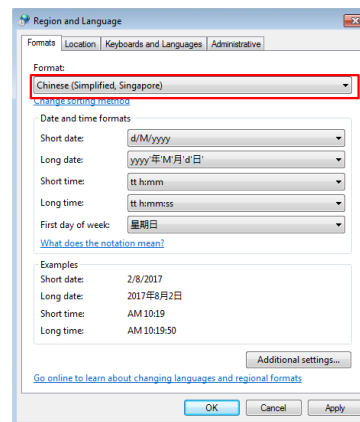 Region and Language
Formats Location Keyboards and Languages Administrative
Format:
Chinese (Simplified, Singapore)
Change sorting method
Date and time formats
Short date: d/M/yyyy
Long date: yyyy'年'M'月'd'日'
Short time: tt h:mm
Long time: tt h:mm:ss
First day of week: 星期日
What does the notation mean?
Examples
Short date: 2/8/2017
Long date: 2017年8月2日
Short time: AM 10:19
Long time: AM 10:19:50
Additional settings...
Go online to learn about changing languages and regional formats
OK Cancel Apply